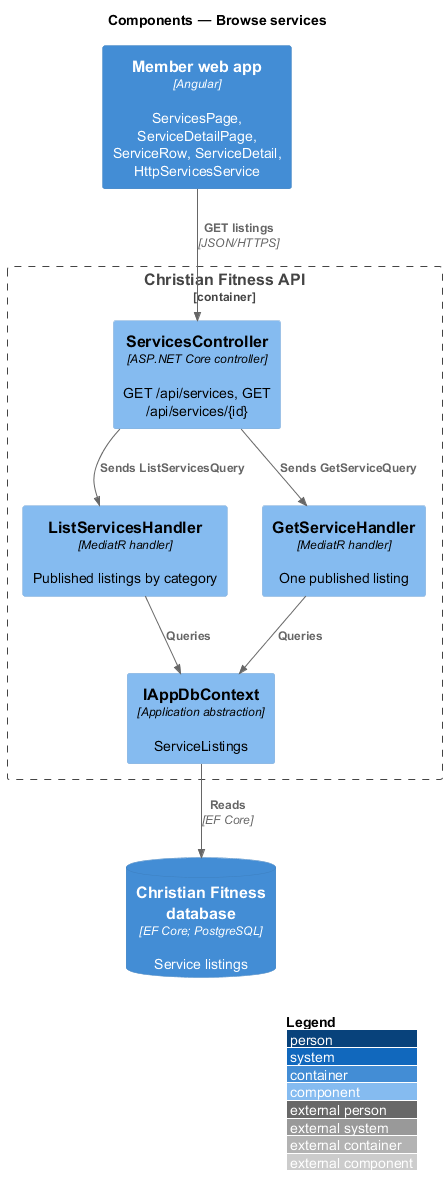 Components — Browse services
Member web app
[Angular]
ServicesPage,
ServiceDetailPage,
ServiceRow, ServiceDetail,
HttpServicesService
GET listings
[JSON/HTTPS]
Christian Fitness API
[container]
ServicesController
[ASP.NET Core controller]
GET /api/services, GET
/api/services/{id}
Sends ListServicesQuery
Sends GetServiceQuery
ListServicesHandler
[MediatR handler]
Published listings by category
GetServiceHandler
[MediatR handler]
One published listing
Queries
Queries
IAppDbContext
[Application abstraction]
ServiceListings
Reads
[EF Core]
Christian Fitness
database
[EF Core; PostgreSQL]
Service listings
Legend
person
system
container
component
external person
external system
external container
external component